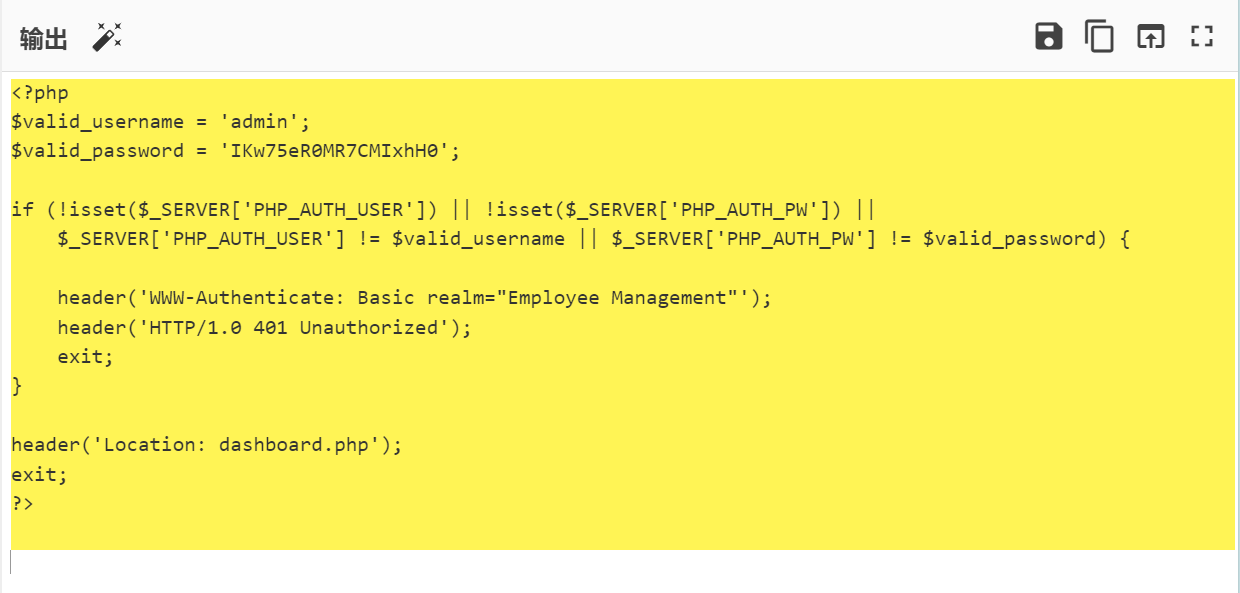 输出
<?php
$valid_username = 'admin';
$valid_password = 'IKw75eR0MR7CMIxhH0';
if (!isset($_SERVER['PHP_AUTH_USER']) || !isset($_SERVER['PHP_AUTH_PW']) ||
    $_SERVER['PHP_AUTH_USER'] != $valid_username || $_SERVER['PHP_AUTH_PW'] != $valid_password) {
    header('WWW-Authenticate: Basic realm="Employee Management"');
    header('HTTP/1.0 401 Unauthorized');
    exit;
}
header('Location: dashboard.php');
exit;
?>